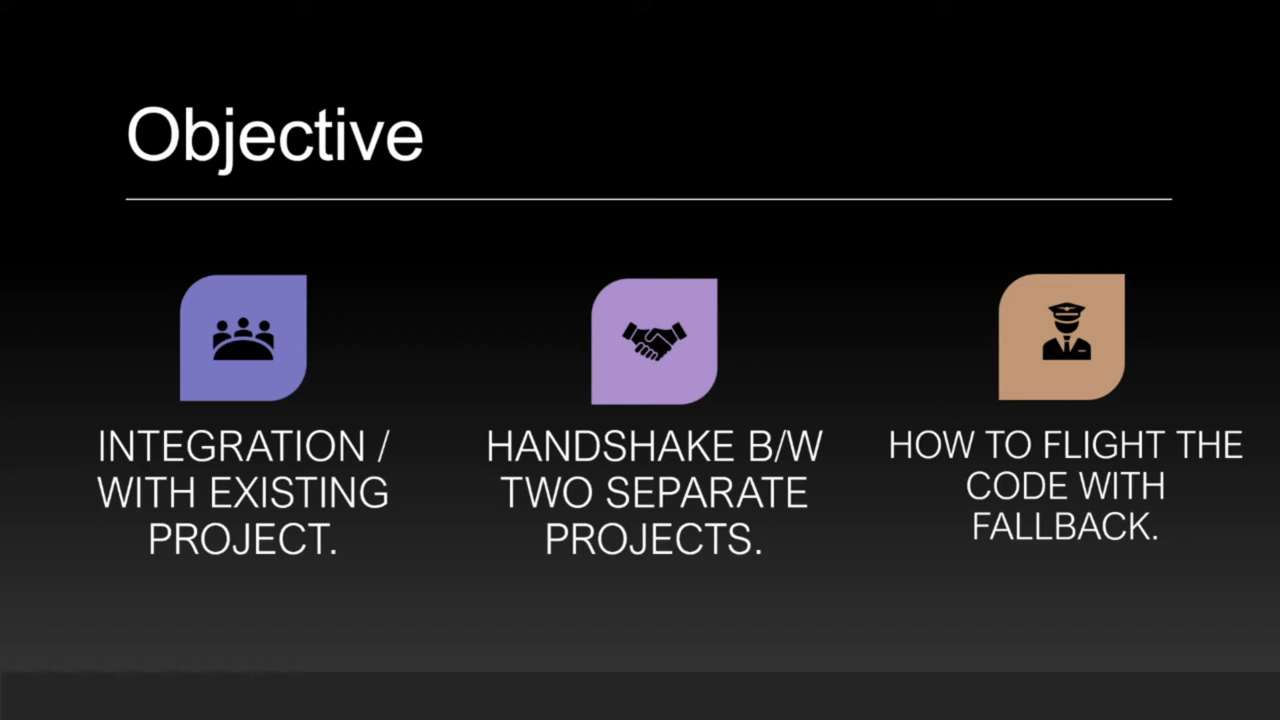 Objective
INTEGRATION /
WITH EXISTING
PROJECT.
HANDSHAKE B/W
TWO SEPARATE
PROJECTS.
HOW TO FLIGHT THE
CODE WITH
FALLBACK.